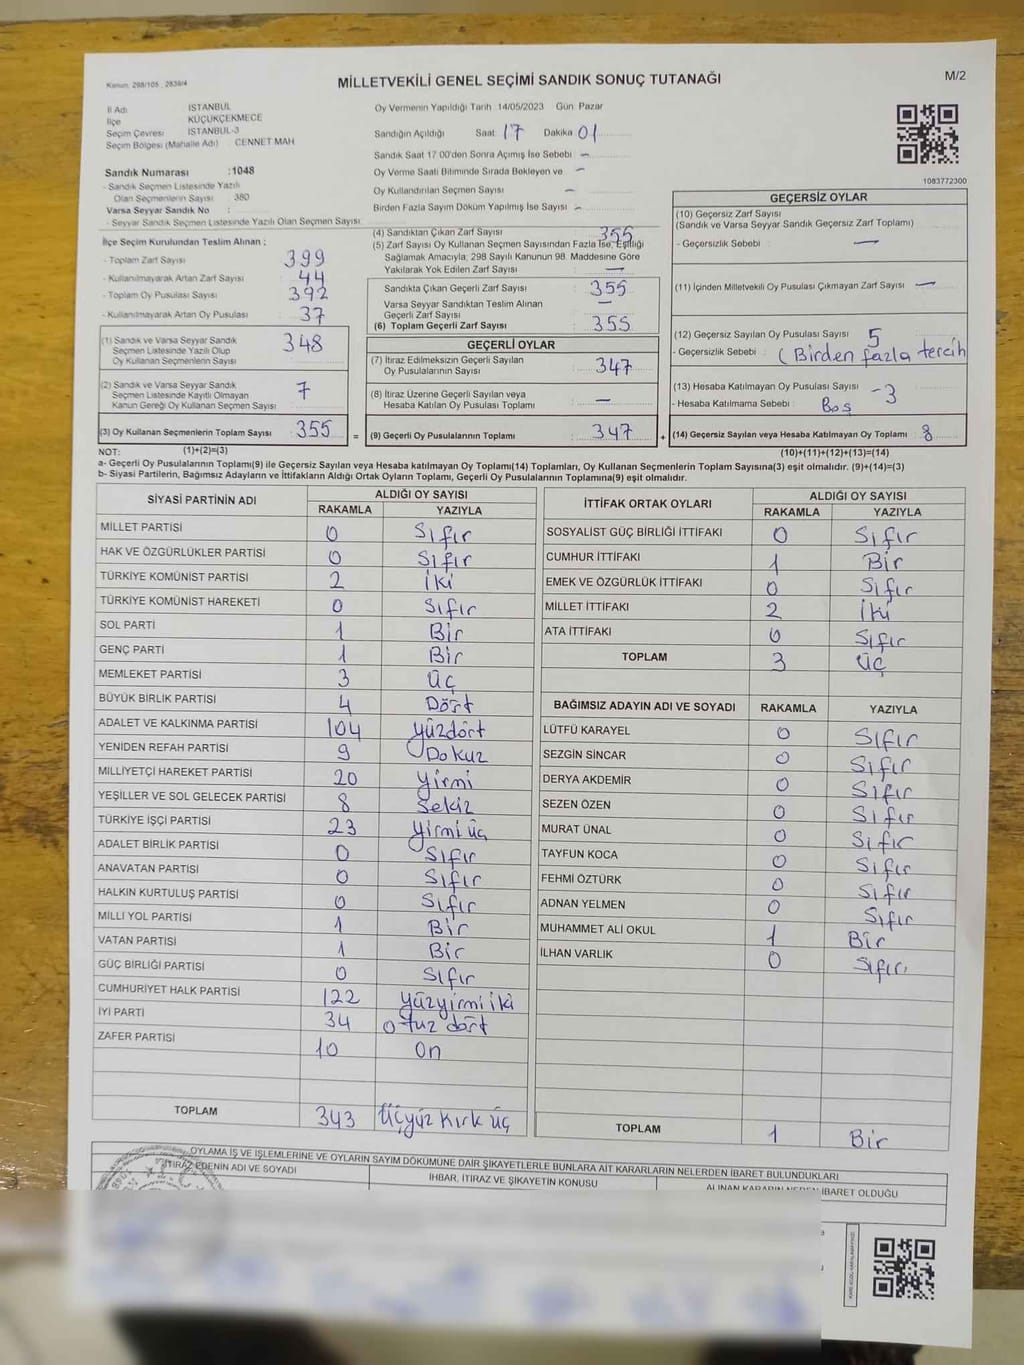 Kanun: 298/105 , 2839/4
MİLLETVEKİLİ GENEL SEÇİMİ SANDIK SONUÇ TUTANAĞI
M/2
İl Adı İSTANBUL
İlçe KÜÇÜKÇEKMECE
Seçim Çevresi İSTANBUL-3
Seçim Bölgesi (Mahalle Adı) CENNET MAH
Sandık Numarası :1048
- Sandık Seçmen Listesinde Yazılı
Olan Seçmenlerin Sayısı 380
Varsa Seyyar Sandık No :
- Seyyar Sandık Seçmen Listesinde Yazılı Olan Seçmen Sayısı
Oy Vermenin Yapıldığı Tarih 14/05/2023 Gün Pazar
Sandığın Açıldığı Saat 17 Dakika 01
Sandık Saat 17:00'den Sonra Açımış İse Sebebi –
Oy Verme Saati Bitiminde Sırada Bekleyen ve –
Oy Kullandırılan Seçmen Sayısı –
Birden Fazla Sayım Döküm Yapılmış İse Sayısı –
1083772300
İlçe Seçim Kurulundan Teslim Alınan ;
- Toplam Zarf Sayısı 399
- Kullanılmayarak Artan Zarf Sayısı 44
- Toplam Oy Pusulası Sayısı 392
- Kullanılmayarak Artan Oy Pusulası 37
(1) Sandık ve Varsa Seyyar Sandık
Seçmen Listesinde Yazılı Olup
Oy Kullanan Seçmenlerin Sayısı 348
(2) Sandık ve Varsa Seyyar Sandık
Seçmen Listesinde Kayıtlı Olmayan
Kanun Gereği Oy Kullanan Seçmen Sayısı 7
(3) Oy Kullanan Seçmenlerin Toplam Sayısı 355 =
(4) Sandıktan Çıkan Zarf Sayısı 355
(5) Zarf Sayısı Oy Kullanan Seçmen Sayısından Fazla İse, Eşitliği
Sağlamak Amacıyla, 298 Sayılı Kanunun 98. Maddesine Göre
Yakılarak Yok Edilen Zarf Sayısı –
Sandıkta Çıkan Geçerli Zarf Sayısı 355
Varsa Seyyar Sandıktan Teslim Alınan
Geçerli Zarf Sayısı –
(6) Toplam Geçerli Zarf Sayısı 355
GEÇERLİ OYLAR
(7) İtiraz Edilmeksizin Geçerli Sayılan
Oy Pusulalarının Sayısı 347
(8) İtiraz Üzerine Geçerli Sayılan veya
Hesaba Katılan Oy Pusulası Toplamı –
(9) Geçerli Oy Pusulalarının Toplamı 347 +
GEÇERSİZ OYLAR
(10) Geçersiz Zarf Sayısı
(Sandık ve Varsa Seyyar Sandık Geçersiz Zarf Toplamı)
- Geçersizlik Sebebi : –
(11) İçinden Milletvekili Oy Pusulası Çıkmayan Zarf Sayısı –
(12) Geçersiz Sayılan Oy Pusulası Sayısı 5
- Geçersizlik Sebebi : (Birden fazla tercih
(13) Hesaba Katılmayan Oy Pusulası Sayısı -3
- Hesaba Katılmama Sebebi : Boş
(14) Geçersiz Sayılan veya Hesaba Katılmayan Oy Toplamı 8
NOT: (1)+(2)=(3) (10)+(11)+(12)+(13)=(14)
a- Geçerli Oy Pusulalarının Toplamı(9) ile Geçersiz Sayılan veya Hesaba katılmayan Oy Toplamı(14) Toplamları, Oy Kullanan Seçmenlerin Toplam Sayısına(3) eşit olmalıdır. (9)+(14)=(3)
b- Siyasi Partilerin, Bağımsız Adayların ve İttifakların Aldığı Ortak Oyların Toplamı, Geçerli Oy Pusulalarının Toplamına(9) eşit olmalıdır.
SİYASİ PARTİNİN ADI ALDIĞI OY SAYISI
RAKAMLA YAZIYLA
MİLLET PARTİSİ 0 Sıfır
HAK VE ÖZGÜRLÜKLER PARTİSİ 0 Sıfır
TÜRKİYE KOMÜNİST PARTİSİ 2 İki
TÜRKİYE KOMÜNİST HAREKETİ 0 Sıfır
SOL PARTİ 1 Bir
GENÇ PARTİ 1 Bir
MEMLEKET PARTİSİ 3 Üç
BÜYÜK BİRLİK PARTİSİ 4 Dört
ADALET VE KALKINMA PARTİSİ 104 yüzdört
YENİDEN REFAH PARTİSİ 9 Dokuz
MİLLİYETÇİ HAREKET PARTİSİ 20 Yirmi
YEŞİLLER VE SOL GELECEK PARTİSİ 8 Sekiz
TÜRKİYE İŞÇİ PARTİSİ 23 Yirmi üç
ADALET BİRLİK PARTİSİ 0 Sıfır
ANAVATAN PARTİSİ 0 Sıfır
HALKIN KURTULUŞ PARTİSİ 0 Sıfır
MİLLİ YOL PARTİSİ 1 Bir
VATAN PARTİSİ 1 Bir
GÜÇ BİRLİĞİ PARTİSİ 0 Sıfır
CUMHURİYET HALK PARTİSİ 122 Yüzyirmi iki
İYİ PARTİ 34 Otuz dört
ZAFER PARTİSİ 10 On
TOPLAM 343 Üçyüz Kırk üç
İTTİFAK ORTAK OYLARI ALDIĞI OY SAYISI
RAKAMLA YAZIYLA
SOSYALİST GÜÇ BİRLİĞİ İTTİFAKI 0 Sıfır
CUMHUR İTTİFAKI 1 Bir
EMEK VE ÖZGÜRLÜK İTTİFAKI 0 Sıfır
MİLLET İTTİFAKI 2 İki
ATA İTTİFAKI 0 Sıfır
TOPLAM 3 Üç
BAĞIMSIZ ADAYIN ADI VE SOYADI RAKAMLA YAZIYLA
LÜTFÜ KARAYEL 0 Sıfır
SEZGİN SİNCAR 0 Sıfır
DERYA AKDEMİR 0 Sıfır
SEZEN ÖZEN 0 Sıfır
MURAT ÜNAL 0 Sıfır
TAYFUN KOCA 0 Sıfır
FEHMİ ÖZTÜRK 0 Sıfır
ADNAN YELMEN 0 Sıfır
MUHAMMET ALİ OKUL 1 Bir
İLHAN VARLIK 0 Sıfır
TOPLAM 1 Bir
OYLAMA İŞ VE İŞLEMLERİNE VE OYLARIN SAYIM DÖKÜMÜNE DAİR ŞİKAYETLERLE BUNLARA AİT KARARLARIN NELERDEN İBARET BULUNDUKLARI
İTİRAZ EDENİN ADI VE SOYADI İHBAR, İTİRAZ VE ŞİKAYETİN KONUSU ALINAN KARARIN NEDEN İBARET OLDUĞU